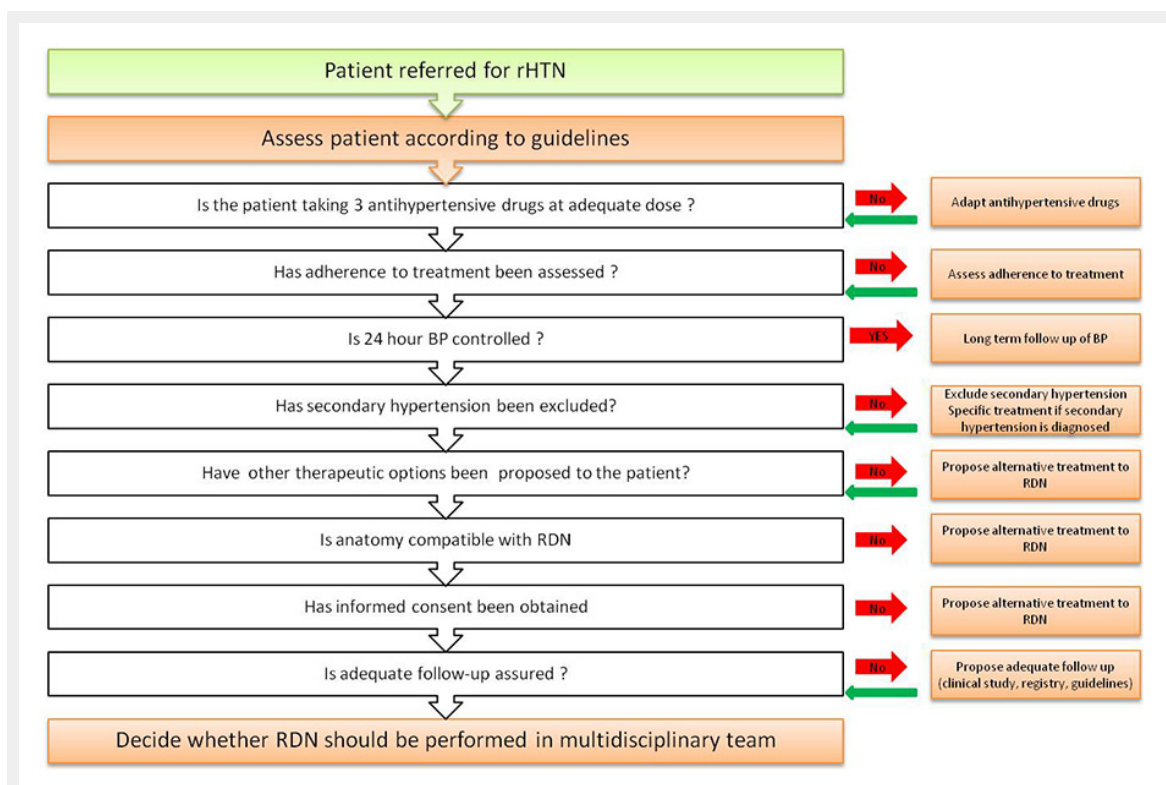 Patient referred for rHTN
Assess patient according to guidelines
Is the patient taking 3 antihypertensive drugs at adequate dose ?
No
Adapt antihypertensive drugs
Has adherence to treatment been assessed ?
No
Assess adherence to treatment
Is 24 hour BP controlled ?
YES
Long term follow up of BP
Has secondary hypertension been excluded?
No
Exclude secondary hypertension
Specific treatment if secondary
hypertension is diagnosed
Have other therapeutic options been proposed to the patient?
No
Propose alternative treatment to
RDN
Is anatomy compatible with RDN
No
Propose alternative treatment to
RDN
Has informed consent been obtained
No
Propose alternative treatment to
RDN
Is adequate follow-up assured ?
No
Propose adequate follow up
(clinical study, registry, guidelines)
Decide whether RDN should be performed in multidisciplinary team